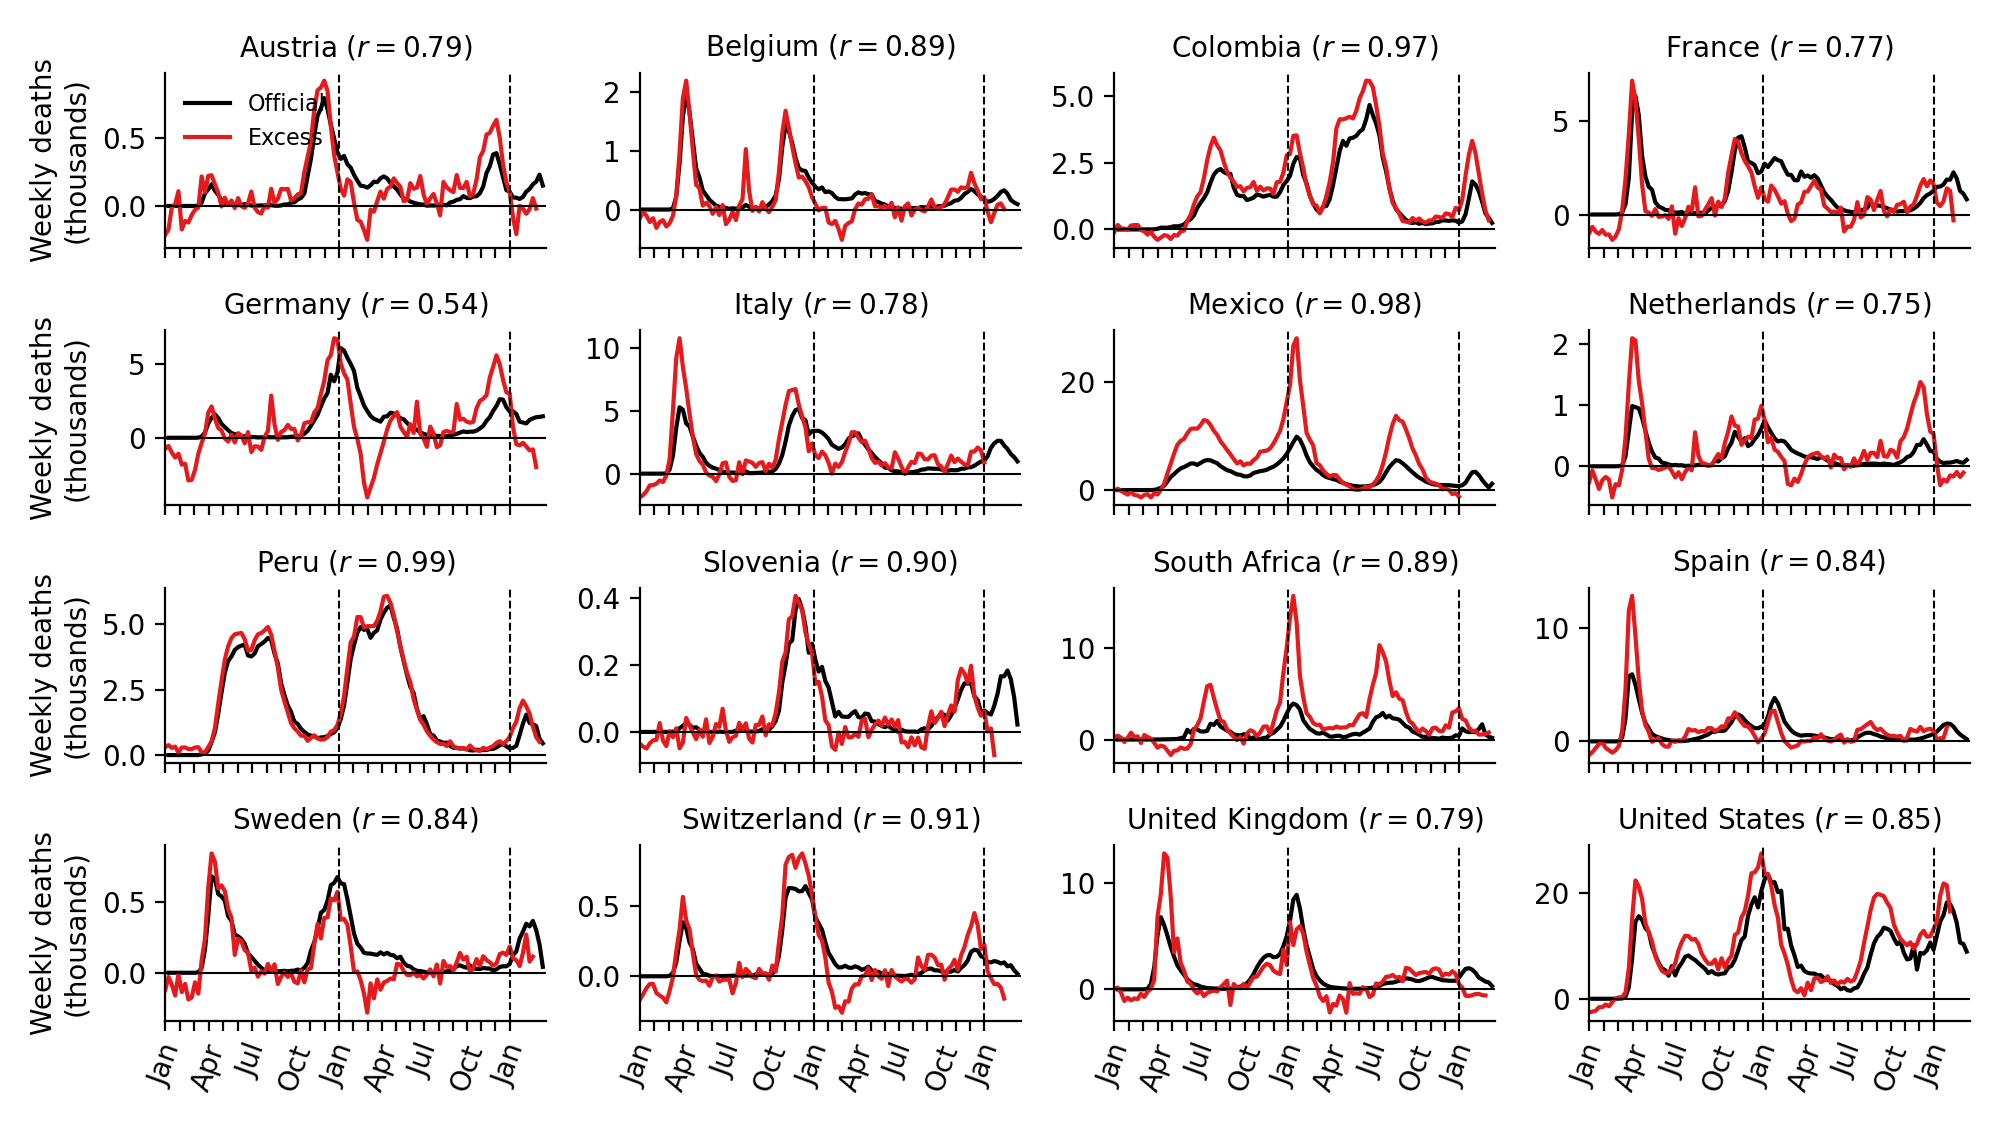 Austria (r = 0.79)
Belgium (r = 0.89)
Colombia (r = 0.97)
France (r = 0.77)
Weekly deaths
(thousands)
0.5
0.0
Official
Excess
2
1
0
5.0
2.5
0.0
5
0
Germany (r = 0.54)
Italy (r = 0.78)
Mexico (r = 0.98)
Netherlands (r = 0.75)
Weekly deaths
(thousands)
5
0
10
5
0
20
0
2
1
0
Peru (r = 0.99)
Slovenia (r = 0.90)
South Africa (r = 0.89)
Spain (r = 0.84)
Weekly deaths
(thousands)
5.0
2.5
0.0
0.4
0.2
0.0
10
0
10
0
Sweden (r = 0.84)
Switzerland (r = 0.91)
United Kingdom (r = 0.79)
United States (r = 0.85)
Weekly deaths
(thousands)
0.5
0.0
0.5
0.0
10
0
20
0
Jan Apr Jul Oct Jan Apr Jul Oct Jan
Jan Apr Jul Oct Jan Apr Jul Oct Jan
Jan Apr Jul Oct Jan Apr Jul Oct Jan
Jan Apr Jul Oct Jan Apr Jul Oct Jan